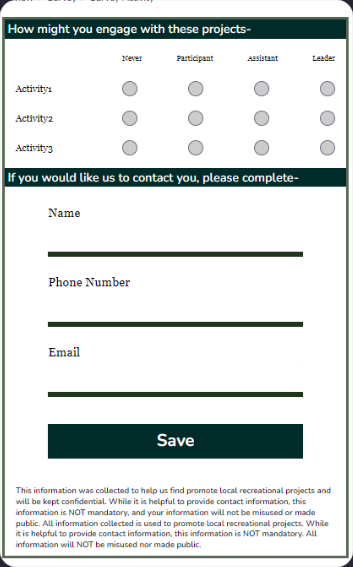 How might you engage with these projects-
Never Participant Assistant Leader
Activity1
Activity2
Activity3
If you would like us to contact you, please complete-
Name
Phone Number
Email
Save
This information was collected to help us find promote local recreational projects and
will be kept confidential. While it is helpful to provide contact information, this
information is NOT mandatory, and your information will not be misused or made
public. All information collected is used to promote local recreational projects. While
it is helpful to provide contact information, this information is NOT mandatory. All
information will NOT be misused nor made public.